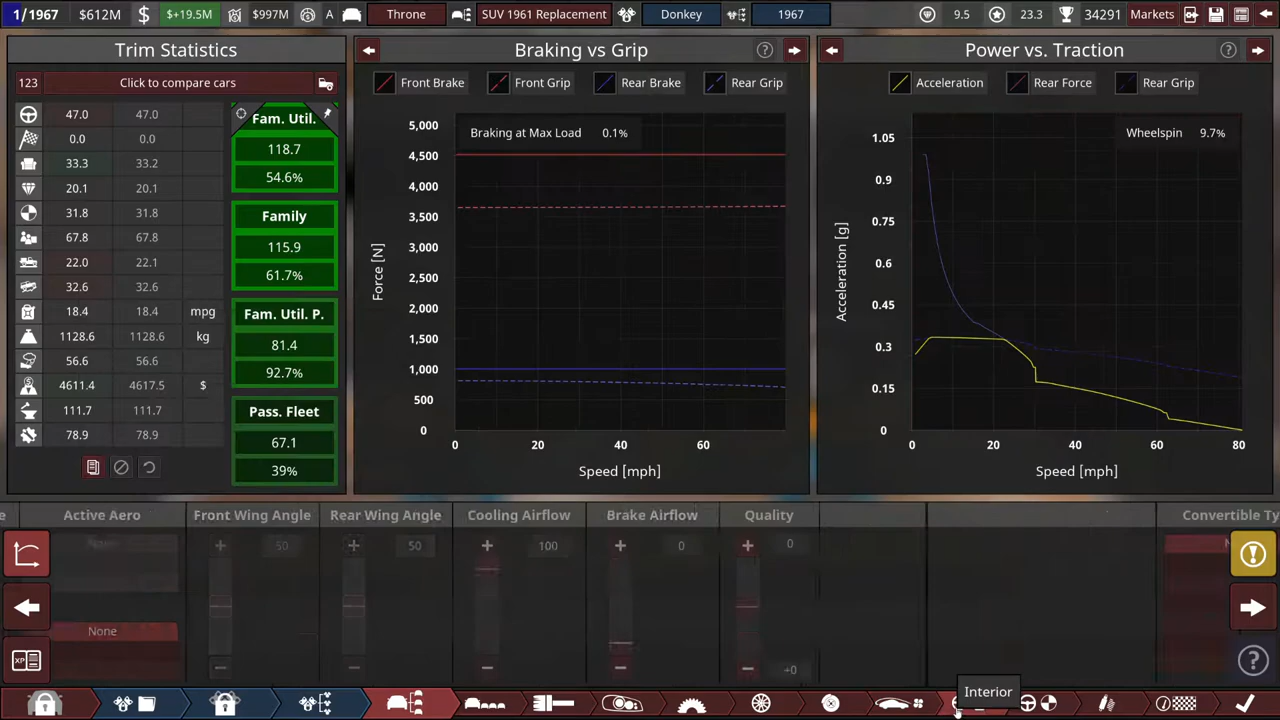 1/1967 $612M $+19.5M $997M A Throne SUV 1961 Replacement Donkey 1967 9.5 23.3 34291 Markets
Trim Statistics
123 Click to compare cars
47.0 47.0
0.0 0.0
33.3 33.2
20.1 20.1
31.8 31.8
67.8 67.8
22.0 22.1
32.6 32.6
18.4 18.4 mpg
1128.6 1128.6 kg
56.6 56.6
4611.4 4617.5 $
111.7 111.7
78.9 78.9
Fam. Util.
118.7
54.6%
Family
115.9
61.7%
Fam. Util. P.
81.4
92.7%
Pass. Fleet
67.1
39%
Braking vs Grip ?
Front Brake Front Grip Rear Brake Rear Grip
Braking at Max Load 0.1%
5,000
4,500
4,000
3,500
3,000
2,500
2,000
1,500
1,000
500
0
Force [N]
0 20 40 60
Speed [mph]
Power vs. Traction ?
Acceleration Rear Force Rear Grip
Wheelspin 9.7%
1.05
0.9
0.75
0.6
0.45
0.3
0.15
0
Acceleration [g]
0 20 40 60 80
Speed [mph]
e Active Aero Front Wing Angle Rear Wing Angle Cooling Airflow Brake Airflow Quality Convertible Ty
+ 50 + 50 + 100 + 0 + 0
None
− − − − − +0
XP
?
Interior